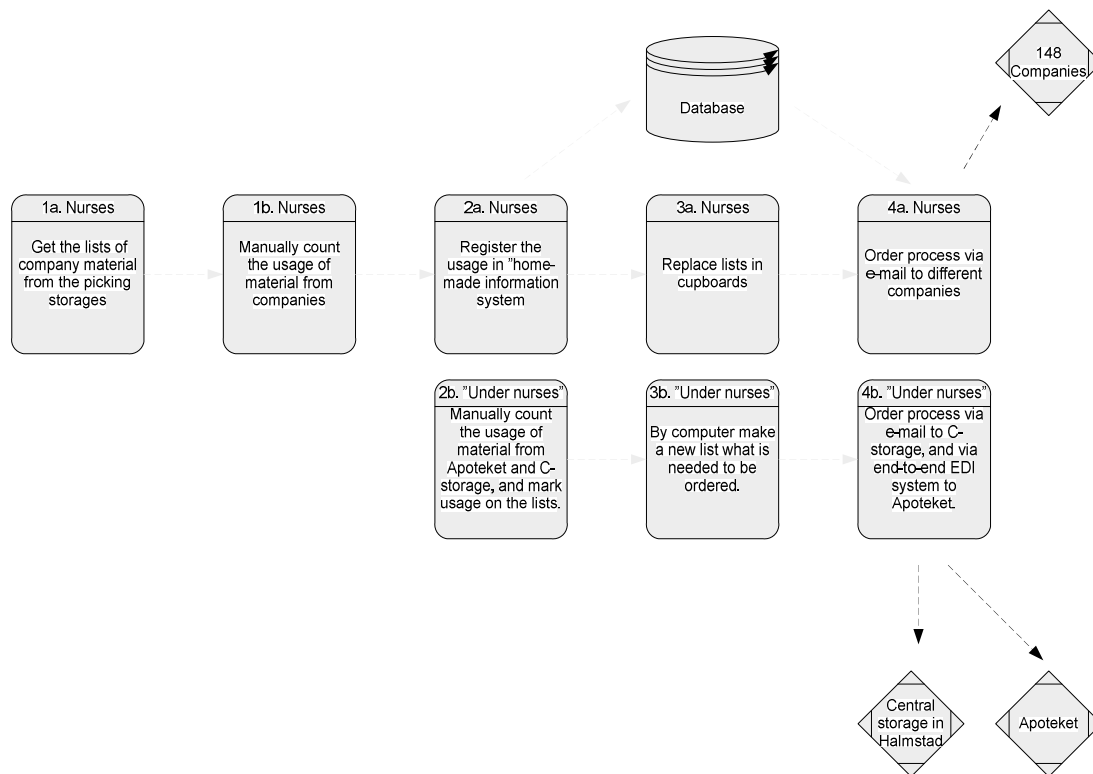 148
Companies
Database
1a. Nurses
Get the lists of
company material
from the picking
storages
1b. Nurses
Manually count
the usage of
material from
companies
2a. Nurses
Register the
usage in ”home-
made information
system
3a. Nurses
Replace lists in
cupboards
4a. Nurses
Order process via
e-mail to different
companies
2b. ”Under nurses”
Manually count
the usage of
material from
Apoteket and C-
storage, and mark
usage on the lists.
3b. ”Under nurses”
By computer make
a new list what is
needed to be
ordered.
4b. ”Under nurses”
Order process via
e-mail to C-
storage, and via
end-to-end EDI
system to
Apoteket.
Central
storage in
Halmstad
Apoteket